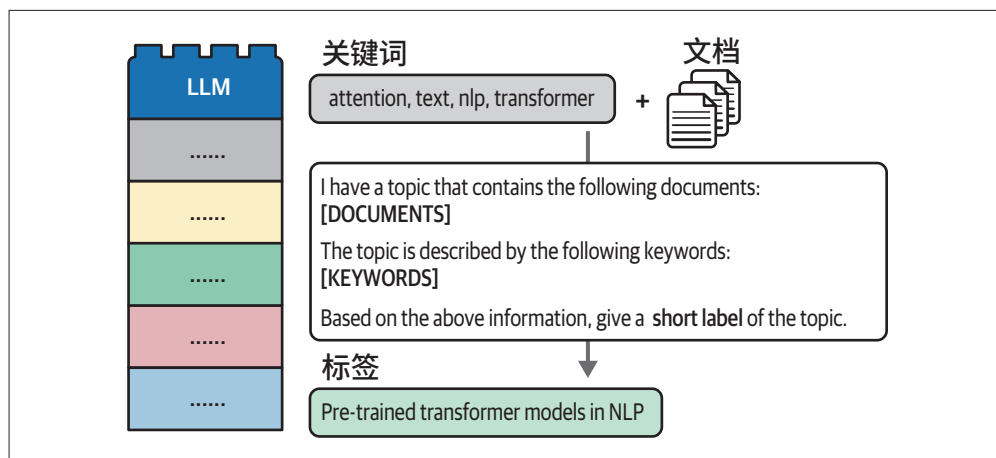 LLM
......
......
......
......
......
关键词
文档
attention, text, nlp, transformer
+
I have a topic that contains the following documents:
[DOCUMENTS]
The topic is described by the following keywords:
[KEYWORDS]
Based on the above information, give a short label of the topic.
标签
Pre-trained transformer models in NLP